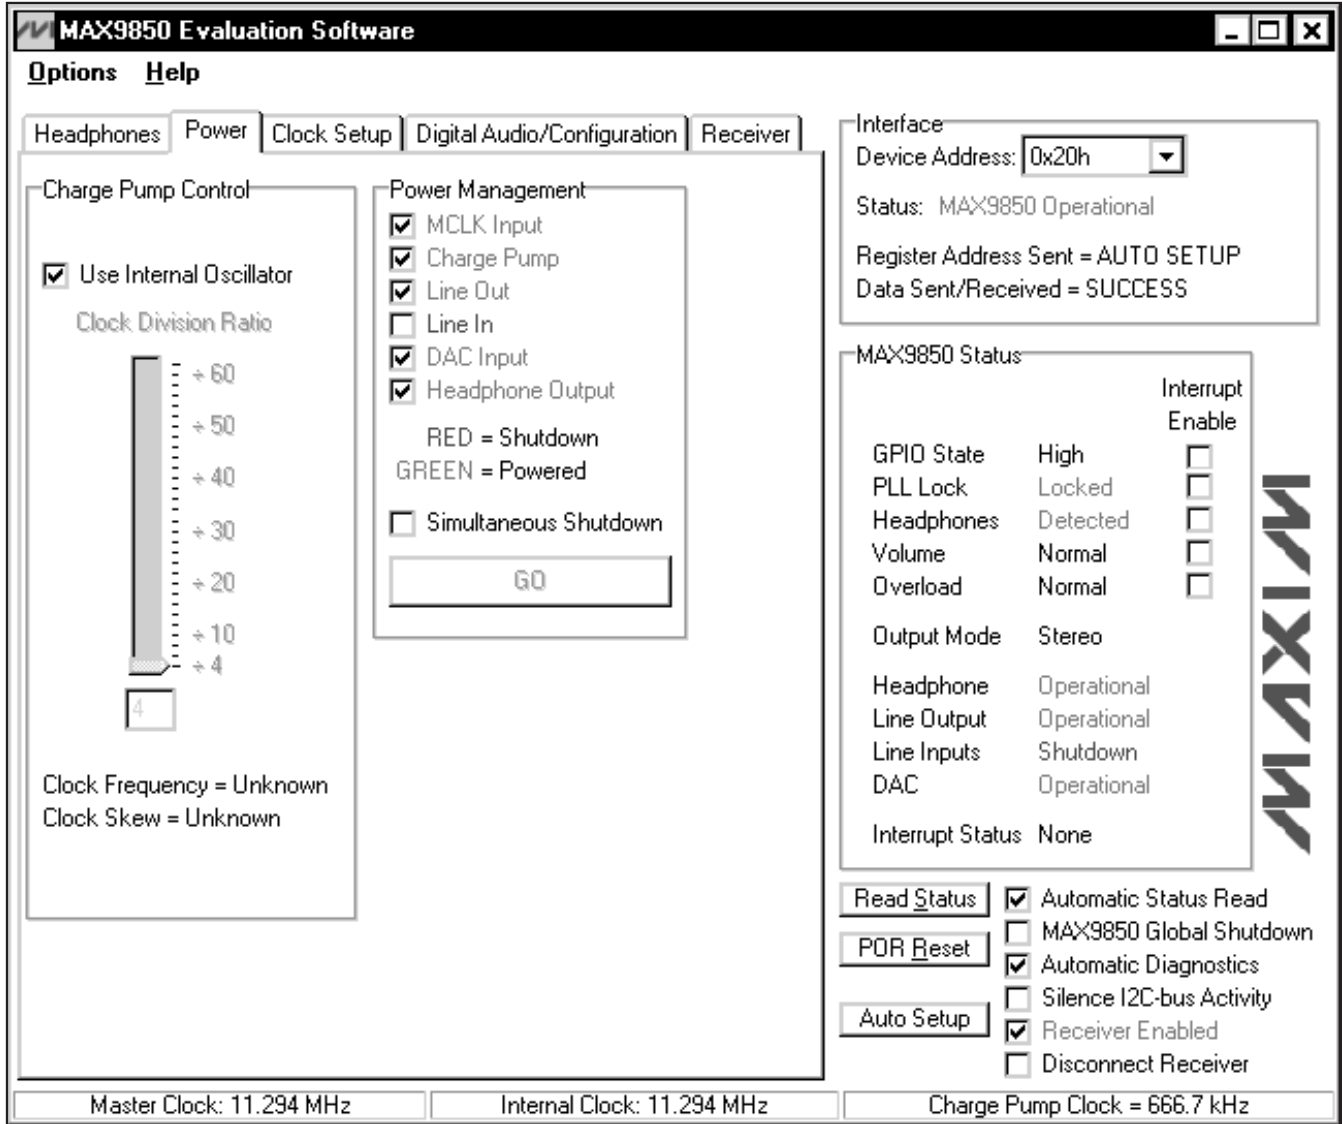 MAX9850 Evaluation Software
Options Help
Headphones Power Clock Setup Digital Audio/Configuration Receiver
Charge Pump Control
Use Internal Oscillator
Clock Division Ratio
÷ 60
÷ 50
÷ 40
÷ 30
÷ 20
÷ 10
÷ 4
4
Clock Frequency = Unknown
Clock Skew = Unknown
Power Management
MCLK Input
Charge Pump
Line Out
Line In
DAC Input
Headphone Output
RED = Shutdown
GREEN = Powered
Simultaneous Shutdown
GO
Interface
Device Address: 0x20h
Status: MAX9850 Operational
Register Address Sent = AUTO SETUP
Data Sent/Received = SUCCESS
MAX9850 Status
Interrupt
Enable
GPIO State High
PLL Lock Locked
Headphones Detected
Volume Normal
Overload Normal
Output Mode Stereo
Headphone Operational
Line Output Operational
Line Inputs Shutdown
DAC Operational
Interrupt Status None
MAXIM
Read Status
POR Reset
Auto Setup
Automatic Status Read
MAX9850 Global Shutdown
Automatic Diagnostics
Silence I2C-bus Activity
Receiver Enabled
Disconnect Receiver
Master Clock: 11.294 MHz Internal Clock: 11.294 MHz Charge Pump Clock = 666.7 kHz